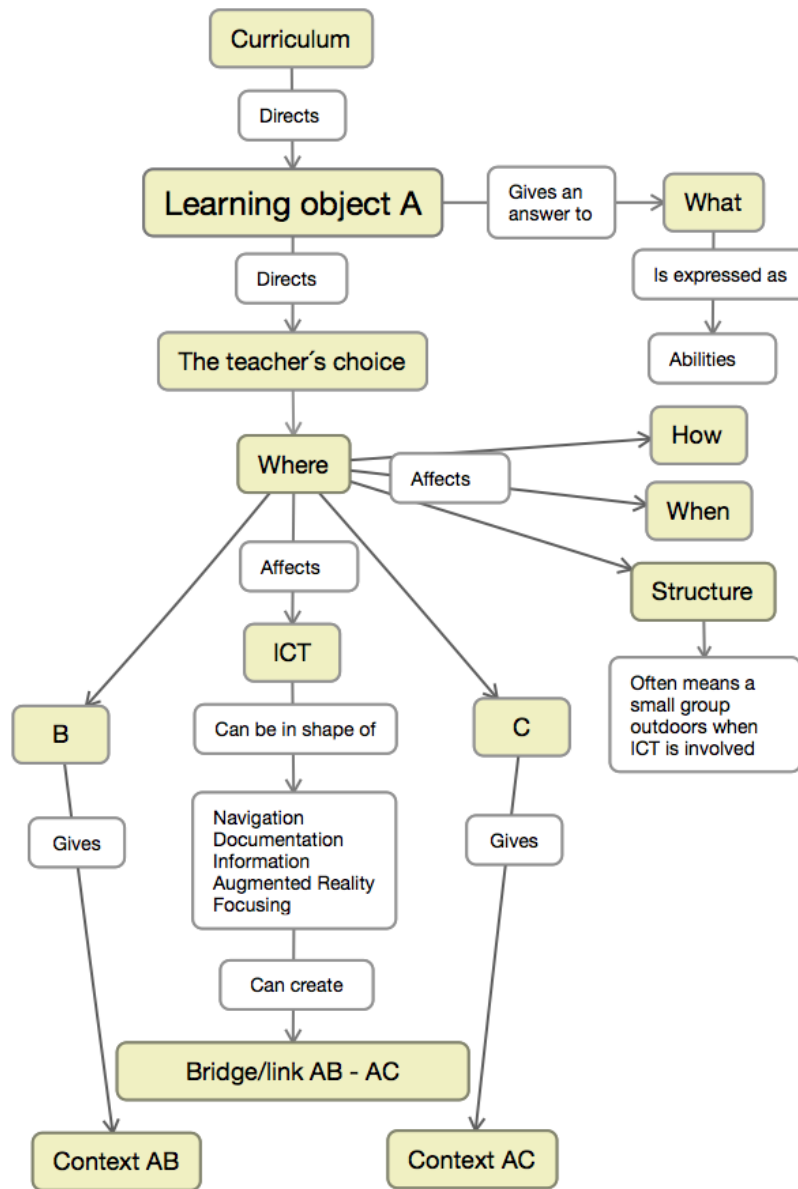 Curriculum
Directs
Learning object A
Gives an
answer to
What
Directs
Is expressed as
The teacher´s choice
Abilities
How
Where
Affects
When
Affects
Structure
ICT
Often means a
small group
outdoors when
ICT is involved
B
Can be in shape of
C
Navigation
Documentation
Information
Augmented Reality
Focusing
Gives
Gives
Can create
Bridge/link AB - AC
Context AB
Context AC